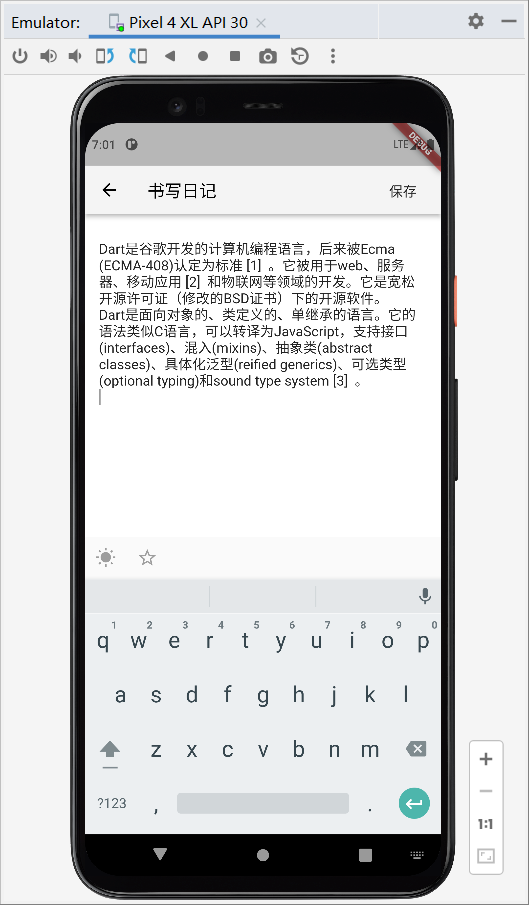 Emulator: Pixel 4 XL API 30
7:01 LTE DEBUG
书写日记 保存
Dart是谷歌开发的计算机编程语言，后来被Ecma
(ECMA-408)认定为标准 [1] 。它被用于web、服务
器、移动应用 [2] 和物联网等领域的开发。它是宽松
开源许可证（修改的BSD证书）下的开源软件。
Dart是面向对象的、类定义的、单继承的语言。它的
语法类似C语言，可以转译为JavaScript，支持接口
(interfaces)、混入(mixins)、抽象类(abstract
classes)、具体化泛型(reified generics)、可选类型
(optional typing)和sound type system [3] 。
1 2 3 4 5 6 7 8 9 0
q w e r t y u i o p
a s d f g h j k l
z x c v b n m
?123 , .
1:1